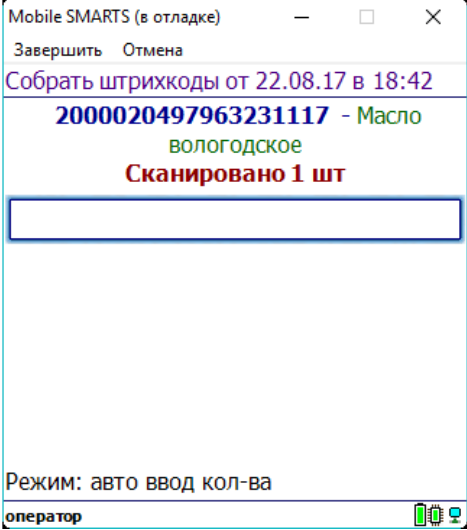 Mobile SMARTS (в отладке)
Завершить Отмена
Собрать штрихкоды от 22.08.17 в 18:42
2000020497963231117 - Масло
вологодское
Сканировано 1 шт
Режим: авто ввод кол-ва
оператор